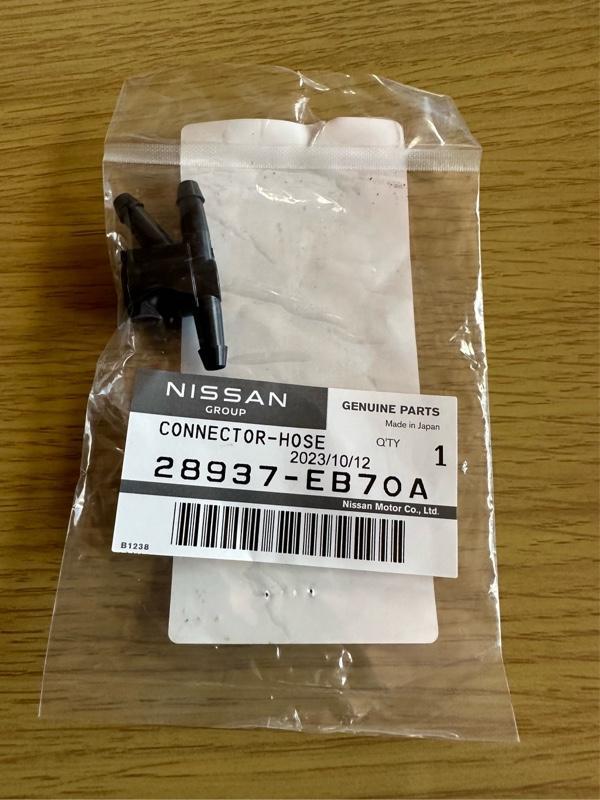 NISSAN
GROUP
GENUINE PARTS
Made in Japan
CONNECTOR-HOSE
Q'TY
1
2023/10/12
28937-EB70A
Nissan Motor Co., Ltd.
B1238